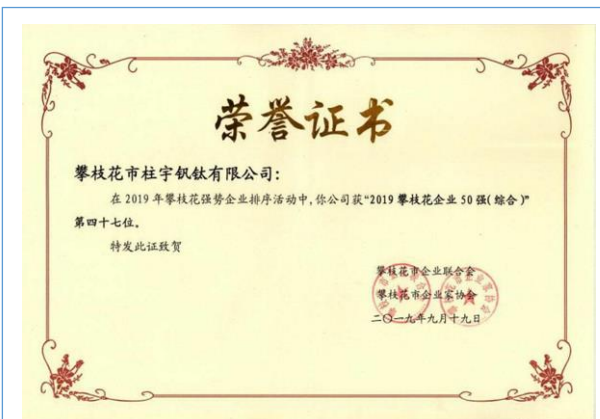 荣誉证书
攀枝花市柱宇钒钛有限公司:
在2019年攀枝花强势企业排序活动中,你公司获“2019攀枝花企业50强(综合)”
第四十七位。
特发此证致贺
攀枝花市企业联合会
攀枝花市企业家协会
二〇一九年九月十九日